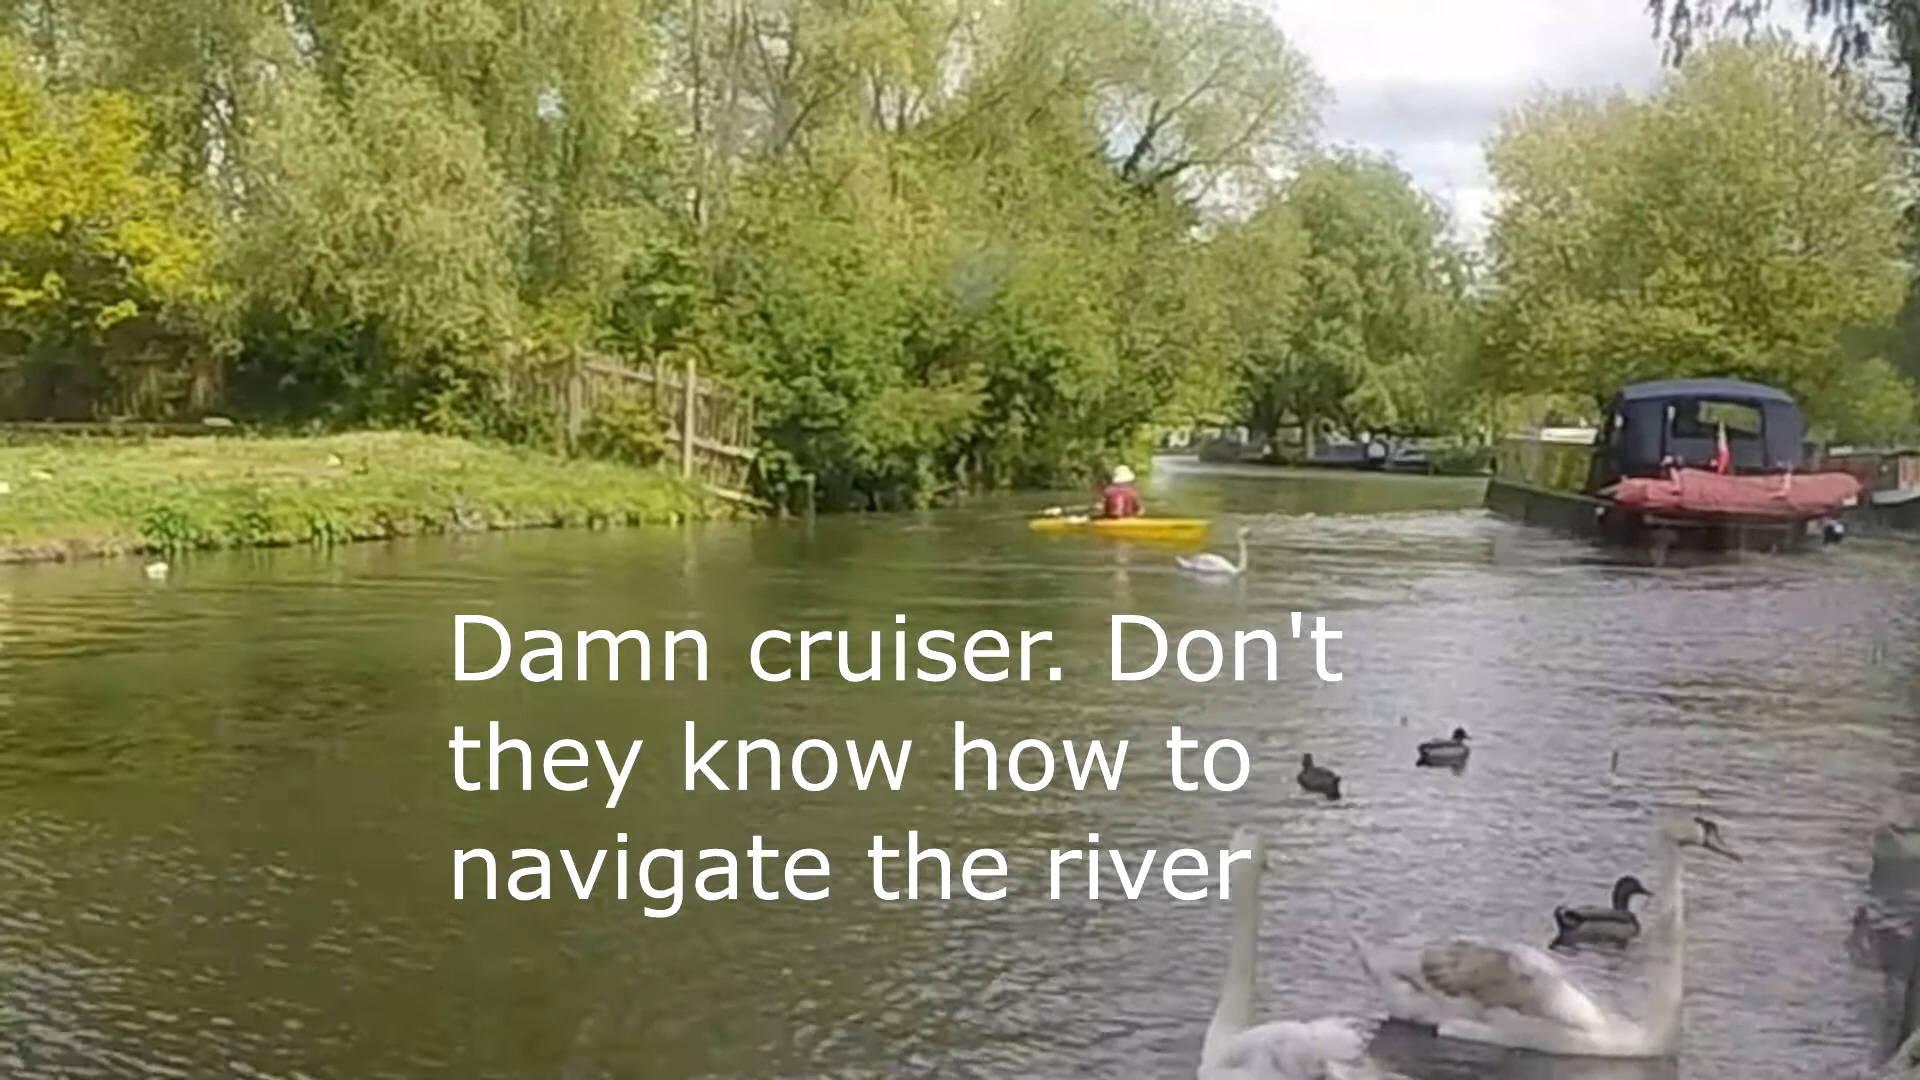 Damn cruiser. Don't
they know how to
navigate the river